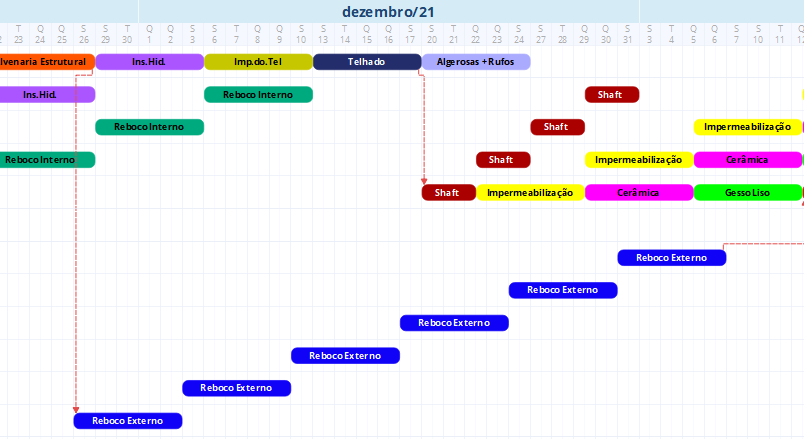 dezembro/21
T Q Q S S T Q Q S S T Q Q S S T Q Q S S T Q Q S S T Q Q S S T Q Q S S T Q
23 24 25 26 29 30 1 2 3 6 7 8 9 10 13 14 15 16 17 20 21 22 23 24 27 28 29 30 31 3 4 5 6 7 10 11 12
lvenaria Estrutural Ins.Hid. Imp.do.Tel Telhado Algerosas + Rufos
Ins.Hid. Reboco Interno Shaft
Reboco Interno Shaft Impermeabilização
Reboco Interno Shaft Impermeabilização Cerâmica
Shaft Impermeabilização Cerâmica Gesso Liso
Reboco Externo
Reboco Externo
Reboco Externo
Reboco Externo
Reboco Externo
Reboco Externo